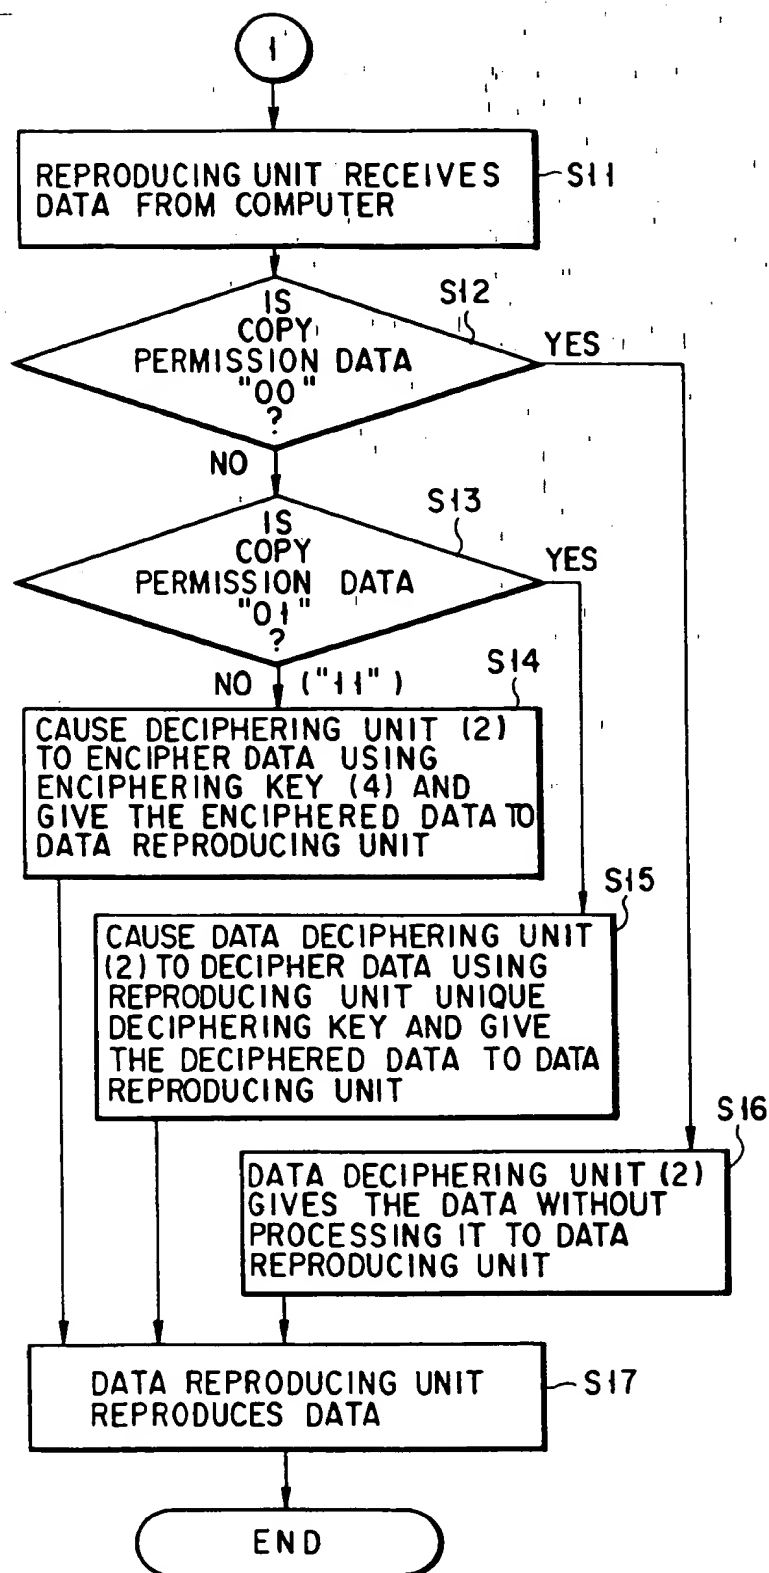 1
REPRODUCING UNIT RECEIVES
DATA FROM COMPUTER
S11
IS
COPY
PERMISSION DATA
"00"
?
S12
YES
NO
IS
COPY
PERMISSION DATA
"01"
?
S13
YES
NO ("11")
S14
CAUSE DECIPHERING UNIT (2)
TO ENCIPHER DATA USING
ENCIPHERING KEY (4) AND
GIVE THE ENCIPHERED DATA TO
DATA REPRODUCING UNIT
S15
CAUSE DATA DECIPHERING UNIT
(2) TO DECIPHER DATA USING
REPRODUCING UNIT UNIQUE
DECIPHERING KEY AND GIVE
THE DECIPHERED DATA TO DATA
REPRODUCING UNIT
S16
DATA DECIPHERING UNIT (2)
GIVES THE DATA WITHOUT
PROCESSING IT TO DATA
REPRODUCING UNIT
DATA REPRODUCING UNIT
REPRODUCES DATA
S17
END